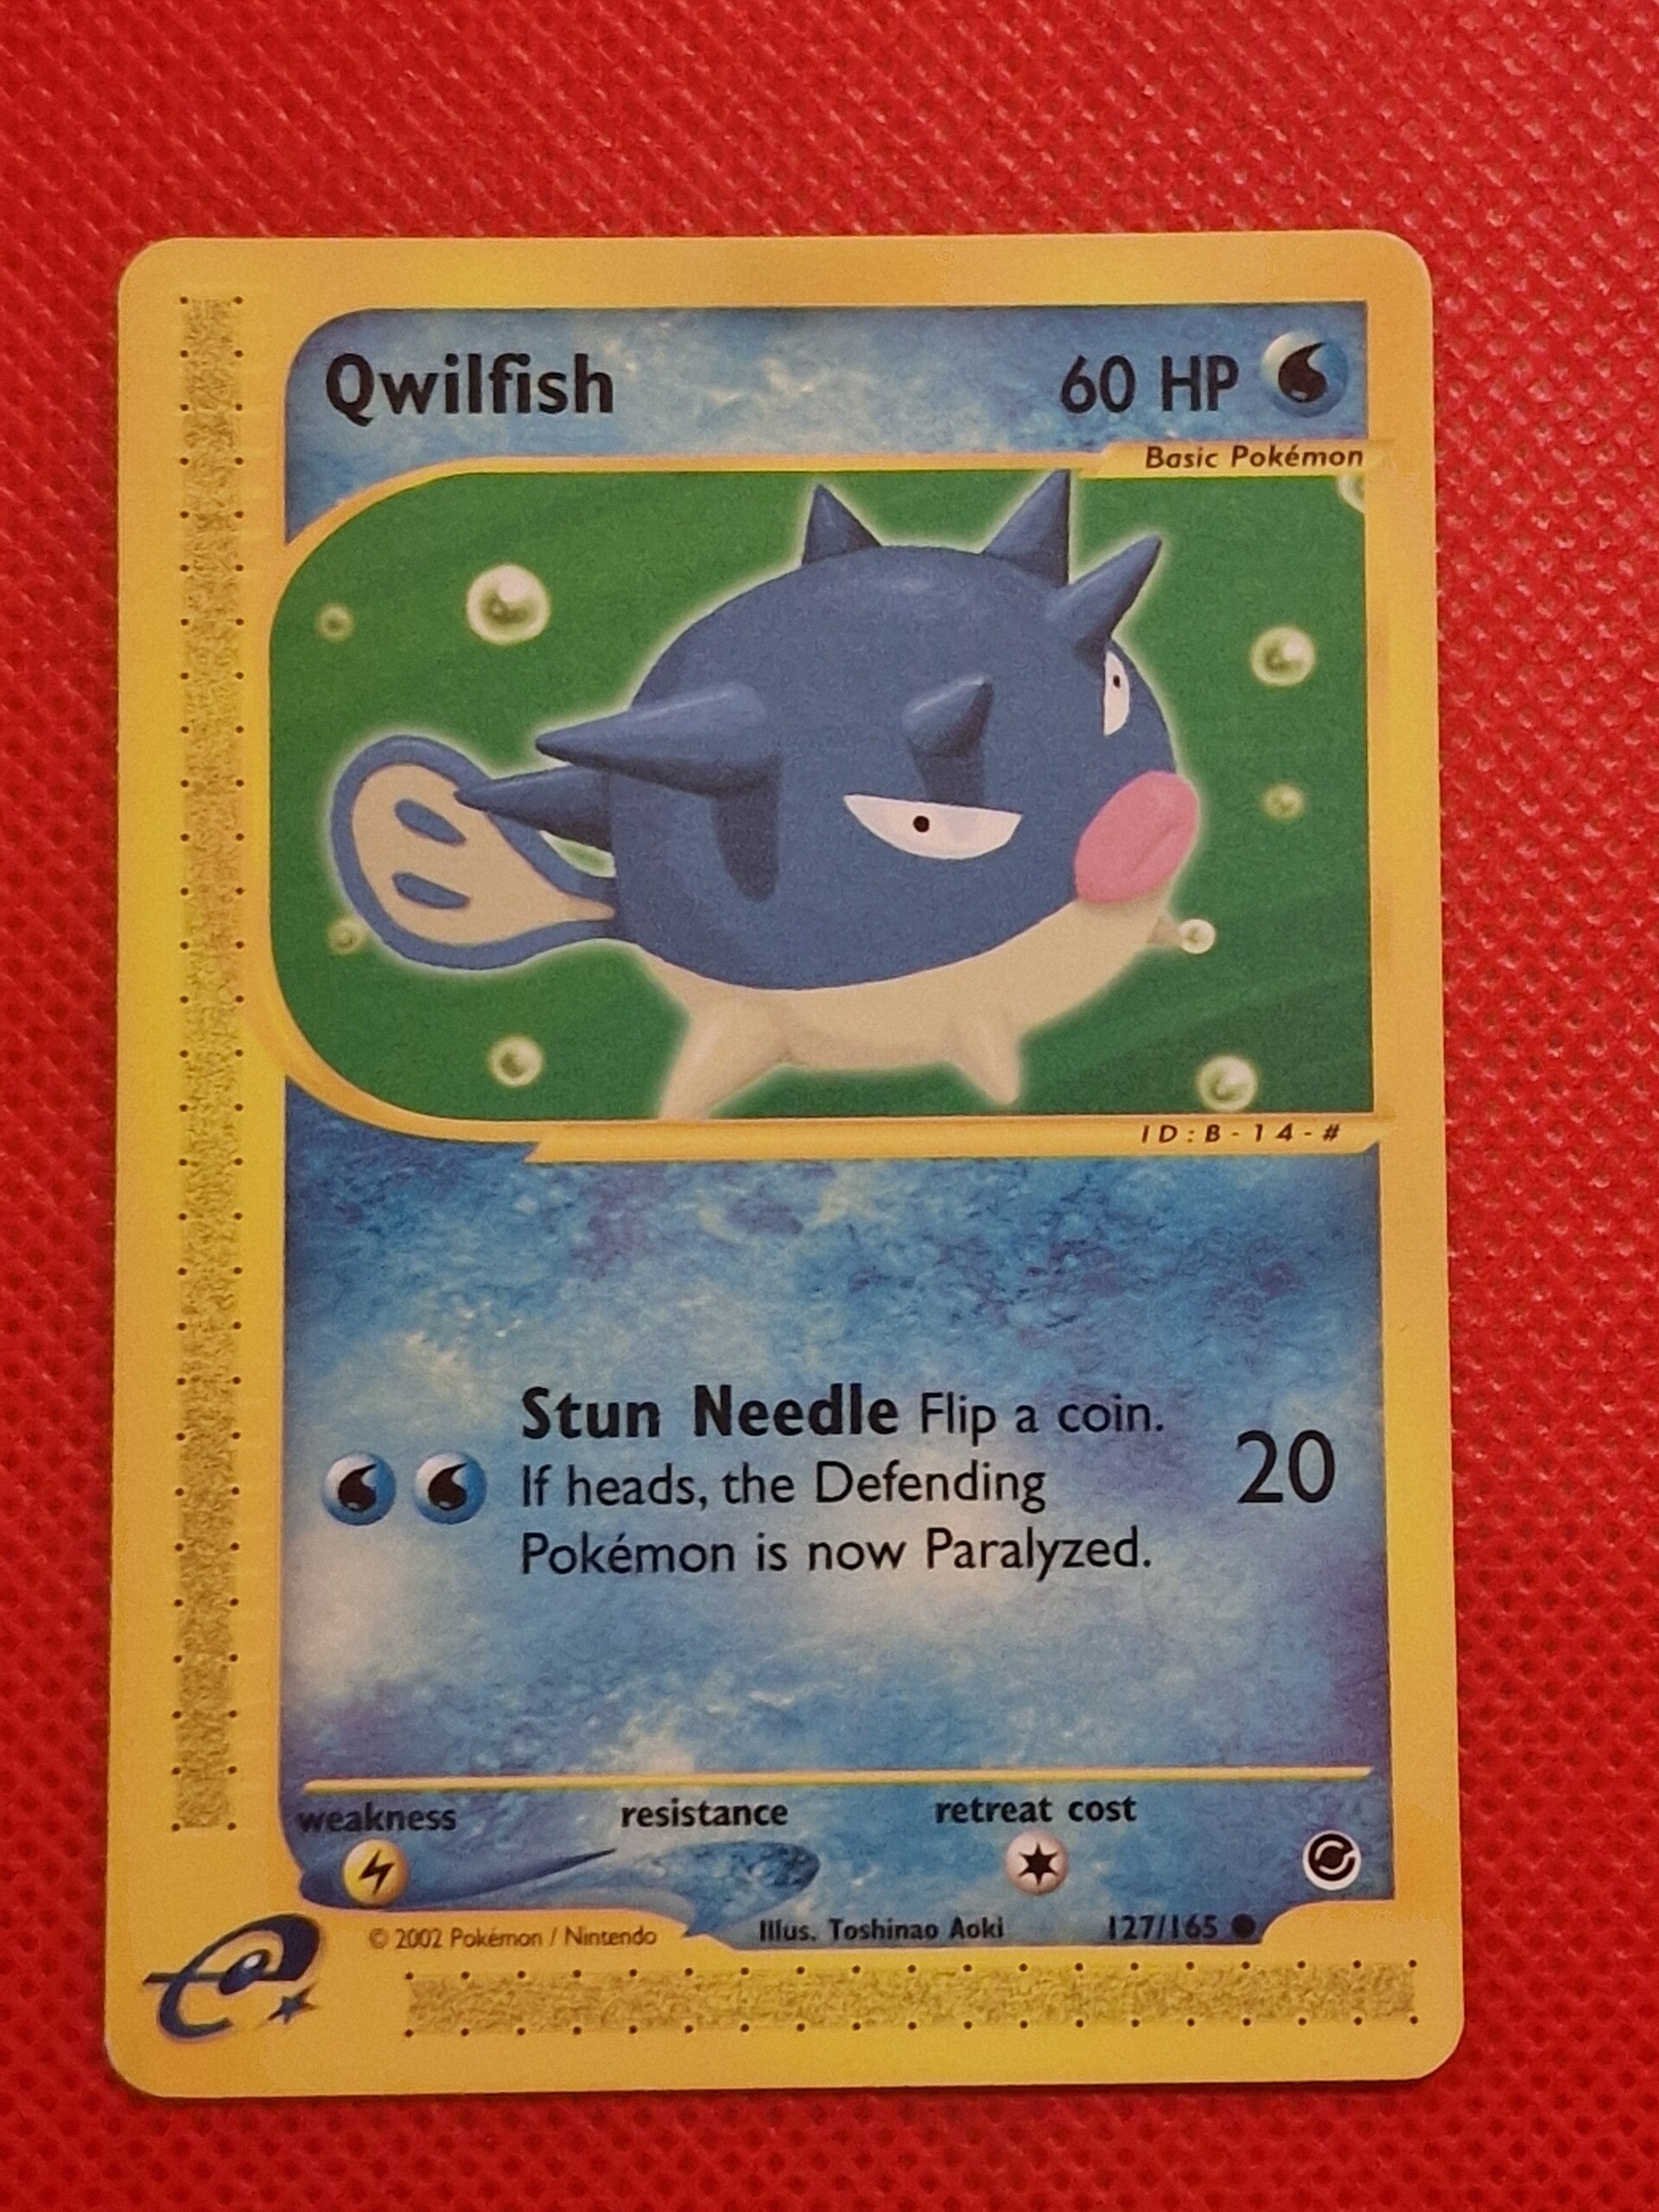 Qwilfish 60 HP
Basic Pokémon
ID:B-14-#
Stun Needle Flip a coin.
If heads, the Defending
Pokémon is now Paralyzed.
20
weakness resistance retreat cost
© 2002 Pokémon / Nintendo Illus. Toshinao Aoki 127/165 ●
e